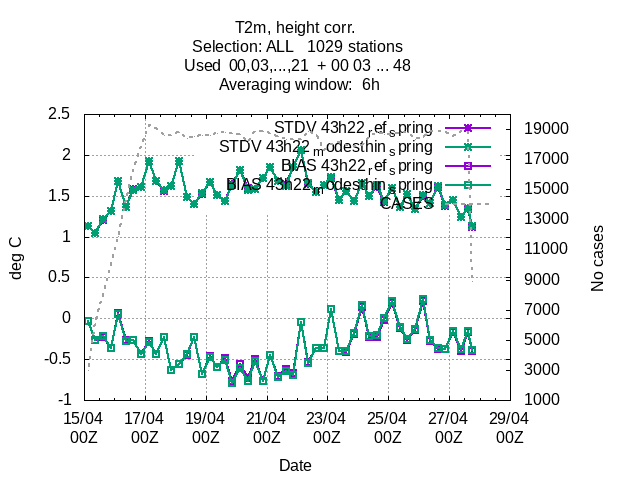 T2m, height corr.
Selection: ALL   1029 stations
Used  00,03,...,21  + 00 03 ... 48
Averaging window:  6h
STDV 43h22_ref_spring
STDV 43h22_modesthin_spring
BIAS 43h22_ref_spring
BIAS 43h22_modesthin_spring
CASES
2.5
2
1.5
1
0.5
0
-0.5
-1
deg C
19000
17000
15000
13000
11000
9000
7000
5000
3000
1000
No cases
15/04 17/04 19/04 21/04 23/04 25/04 27/04 29/04
00Z 00Z 00Z 00Z 00Z 00Z 00Z 00Z
Date